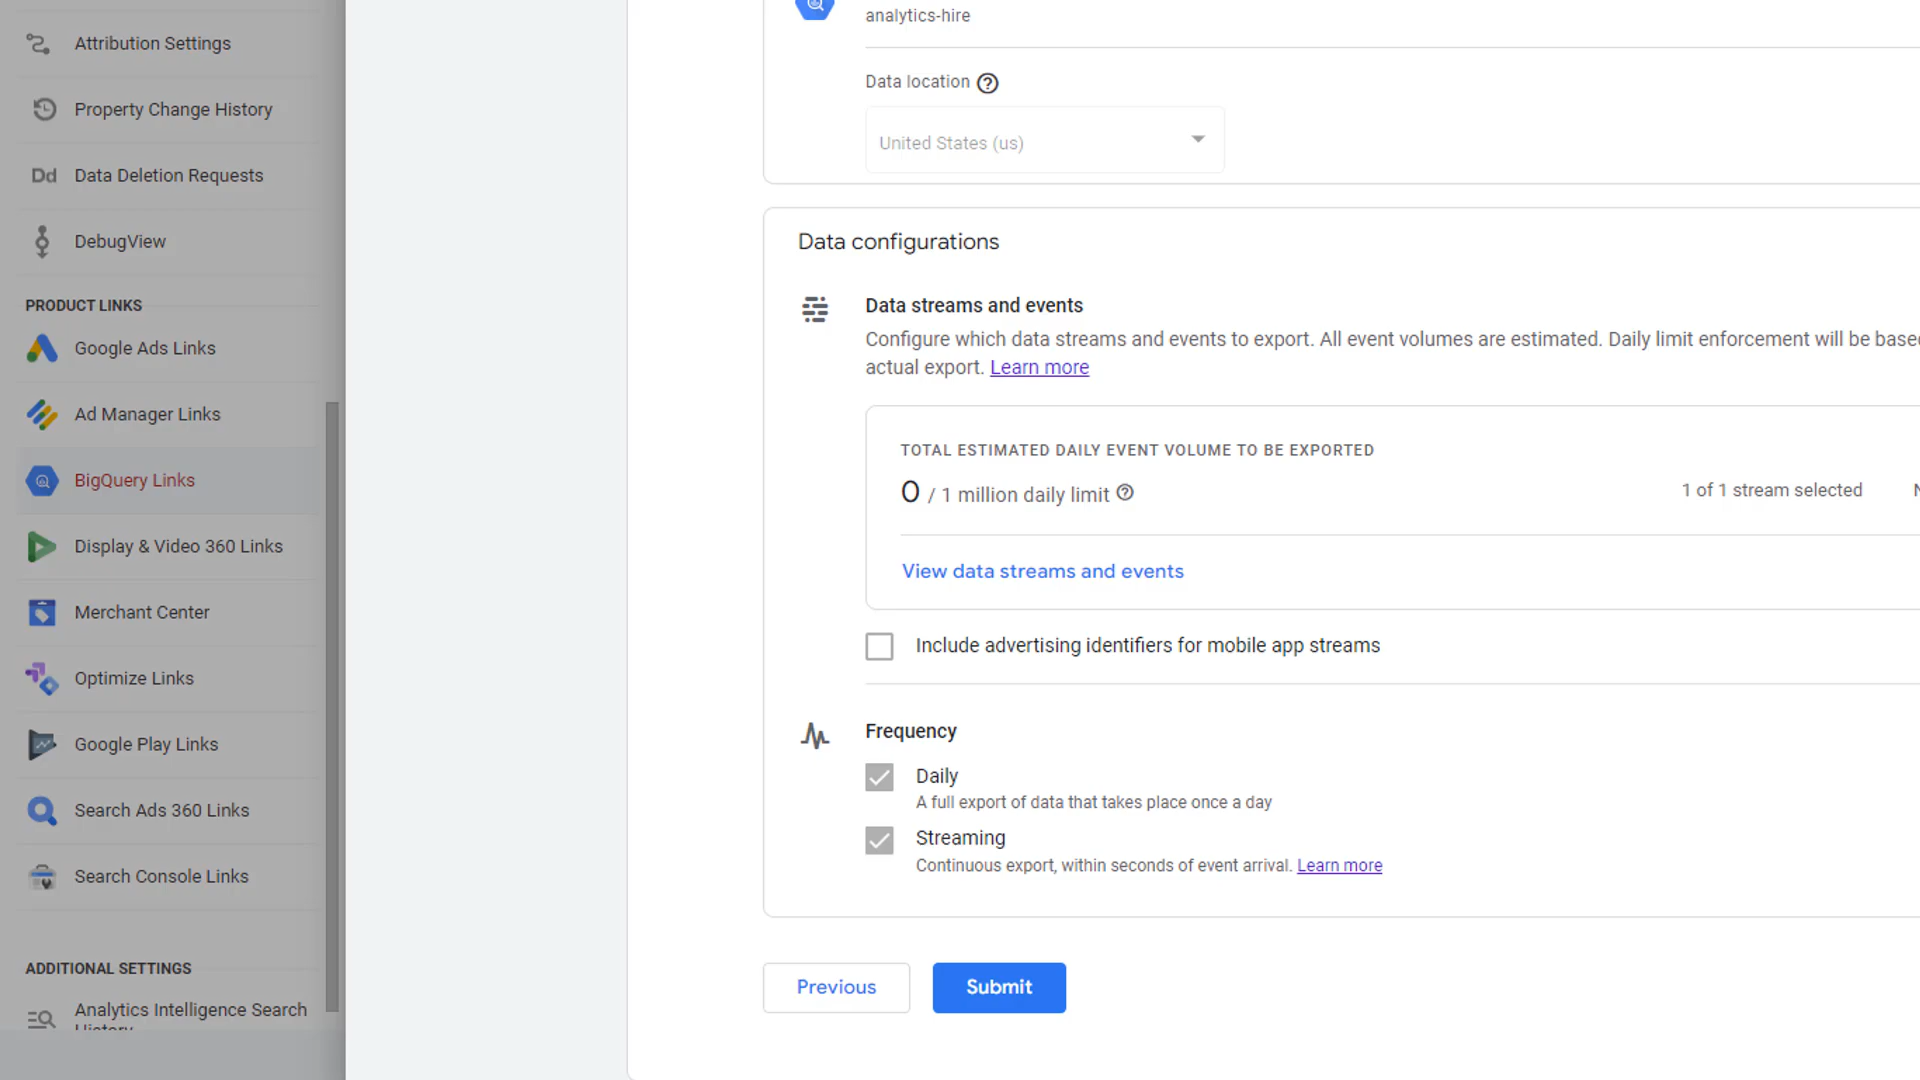 Attribution Settings
Property Change History
Dd Data Deletion Requests
DebugView
PRODUCT LINKS
Google Ads Links
Ad Manager Links
BigQuery Links
Display & Video 360 Links
Merchant Center
Optimize Links
Google Play Links
Search Ads 360 Links
Search Console Links
ADDITIONAL SETTINGS
Analytics Intelligence Search
History
analytics-hire
Data location
United States (us)
Data configurations
Data streams and events
Configure which data streams and events to export. All event volumes are estimated. Daily limit enforcement will be base
actual export. Learn more
TOTAL ESTIMATED DAILY EVENT VOLUME TO BE EXPORTED
0 / 1 million daily limit
1 of 1 stream selected
View data streams and events
Include advertising identifiers for mobile app streams
Frequency
Daily
A full export of data that takes place once a day
Streaming
Continuous export, within seconds of event arrival. Learn more
Previous
Submit